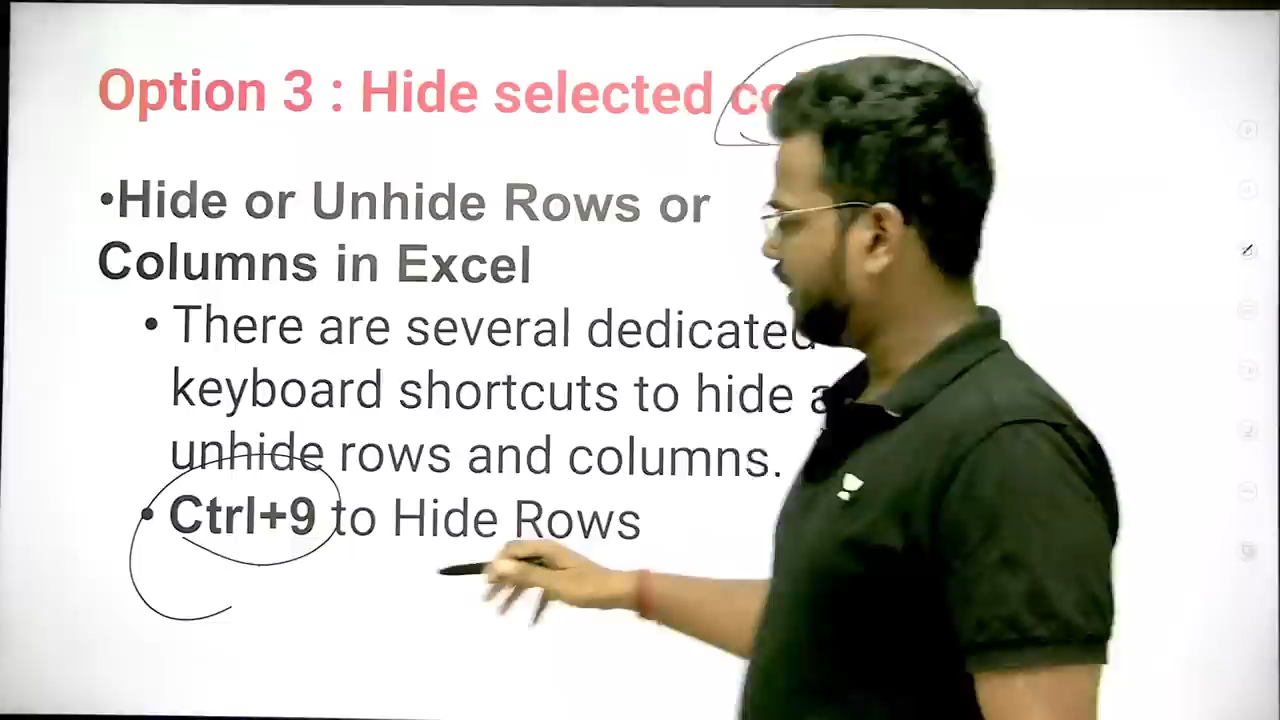 Option 3 : Hide selected
•Hide or Unhide Rows or
Columns in Excel
• There are several dedicated
keyboard shortcuts to hide
unhide rows and columns.
• Ctrl+9 to Hide Rows